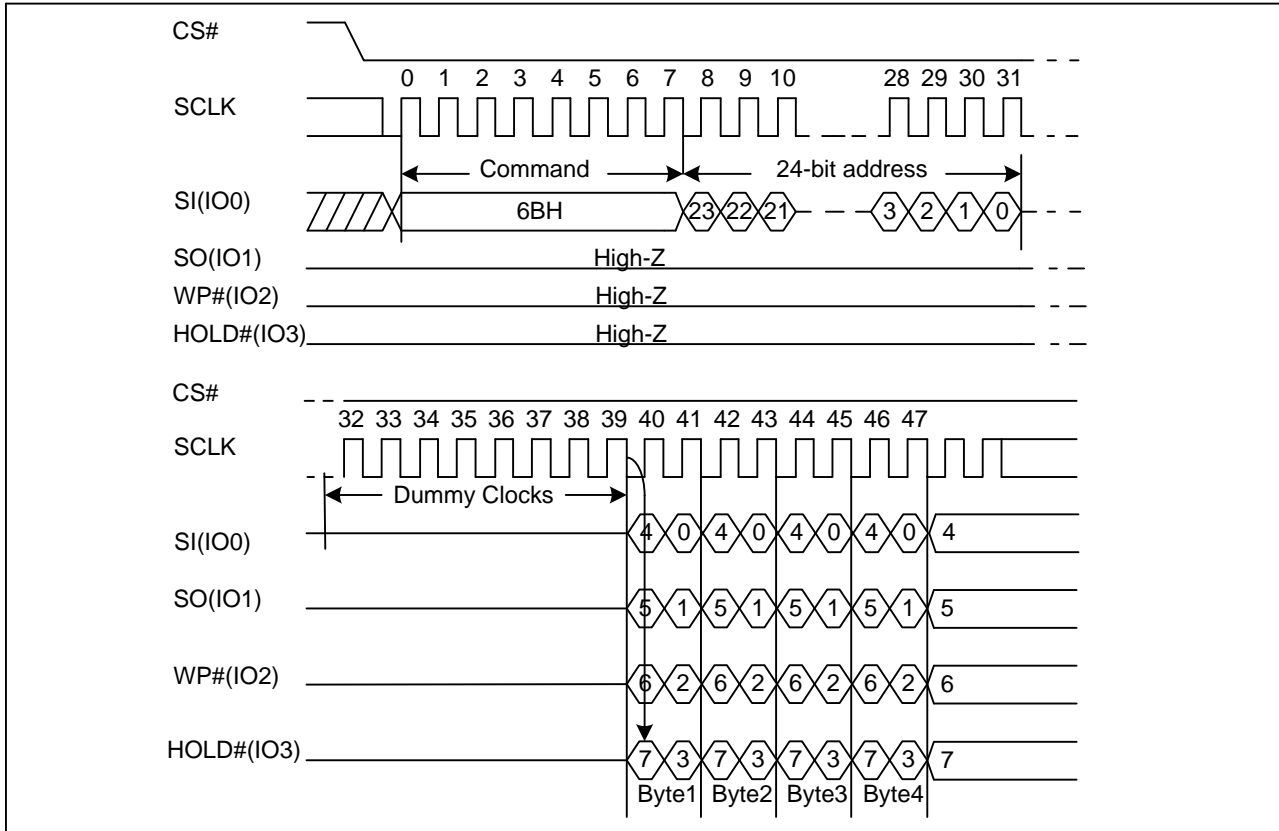 CS#
0 1 2 3 4 5 6 7 8 9 10 28 29 30 31
SCLK
Command 24-bit address
SI(IO0) 6BH 23 22 21 3 2 1 0
SO(IO1) High-Z
WP#(IO2) High-Z
HOLD#(IO3) High-Z
CS#
32 33 34 35 36 37 38 39 40 41 42 43 44 45 46 47
SCLK
Dummy Clocks
SI(IO0) 4 0 4 0 4 0 4 0 4
SO(IO1) 5 1 5 1 5 1 5 1 5
WP#(IO2) 6 2 6 2 6 2 6 2 6
HOLD#(IO3) 7 3 7 3 7 3 7 3 7
Byte1 Byte2 Byte3 Byte4